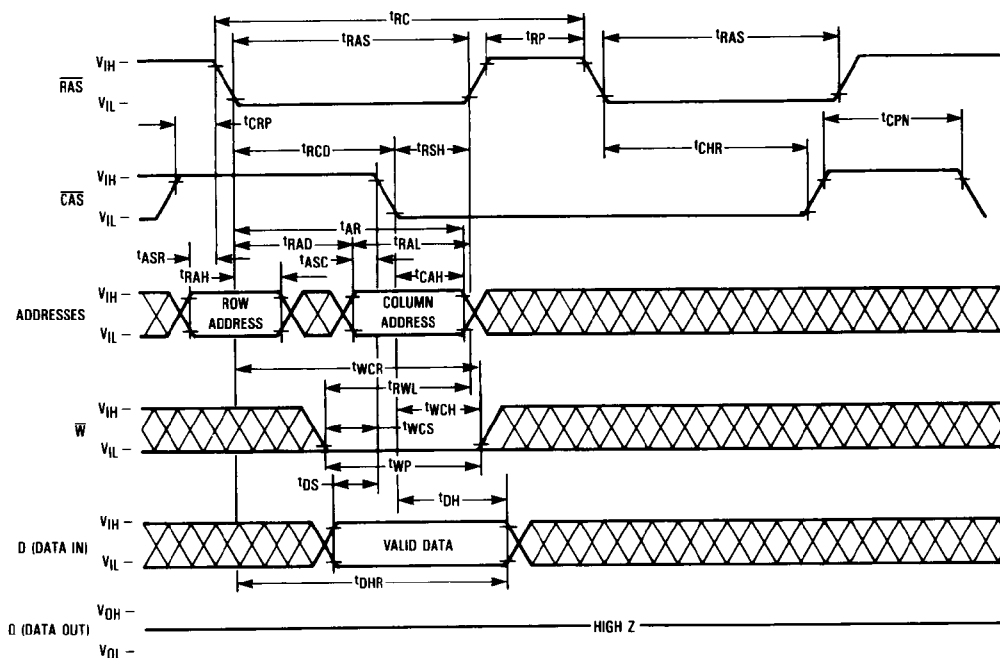 tRC
tRAS tRP tRAS
VIH
RAS
VIL
tCRP tCPN
tRCD tRSH tCHR
VIH
CAS
VIL
tAR
tRAD tRAL
tASR tASC
tRAH tCAH
VIH
ADDRESSES ROW ADDRESS COLUMN ADDRESS
VIL
tWCR
tRWL
VIH tWCH
W
tWCS
VIL
tWP
tDS tDH
VIH
D (DATA IN) VALID DATA
VIL
tDHR
VOH
Q (DATA OUT) HIGH Z
VOL